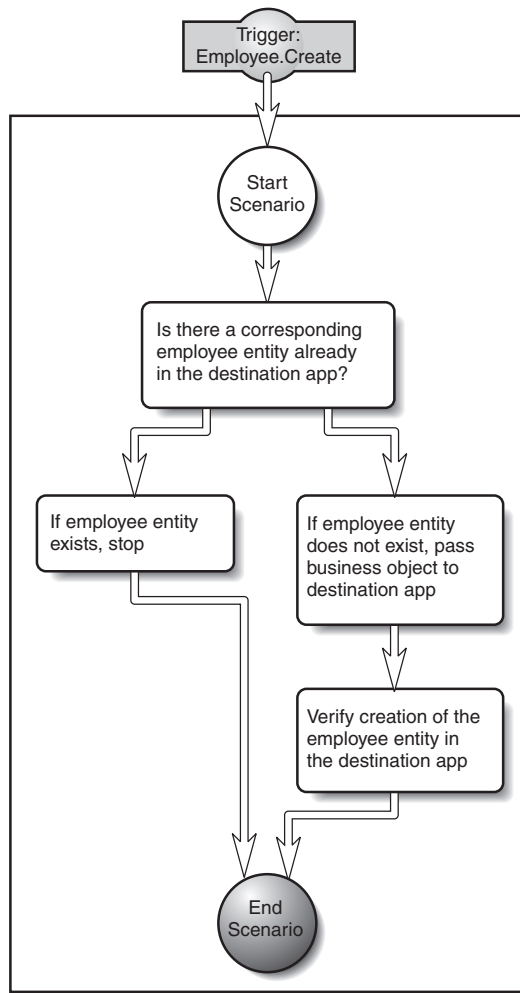 Trigger:
Employee.Create
Start
Scenario
Is there a corresponding
employee entity already
in the destination app?
If employee entity
exists, stop
If employee entity
does not exist, pass
business object to
destination app
Verify creation of the
employee entity in
the destination app
End
Scenario